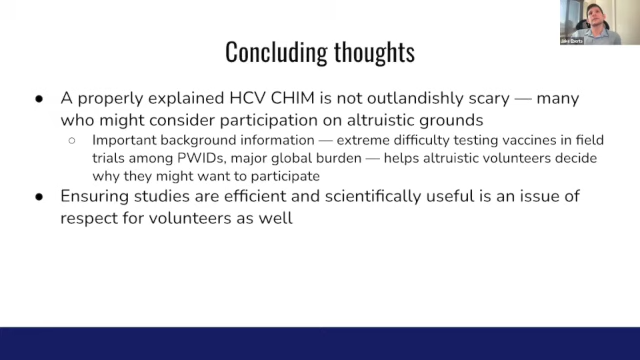 Concluding thoughts
● A properly explained HCV CHIM is not outlandishly scary — many
who might consider participation on altruistic grounds
○ Important background information — extreme difficulty testing vaccines in field
trials among PWIDs, major global burden — helps altruistic volunteers decide
why they might want to participate
● Ensuring studies are efficient and scientifically useful is an issue of
respect for volunteers as well